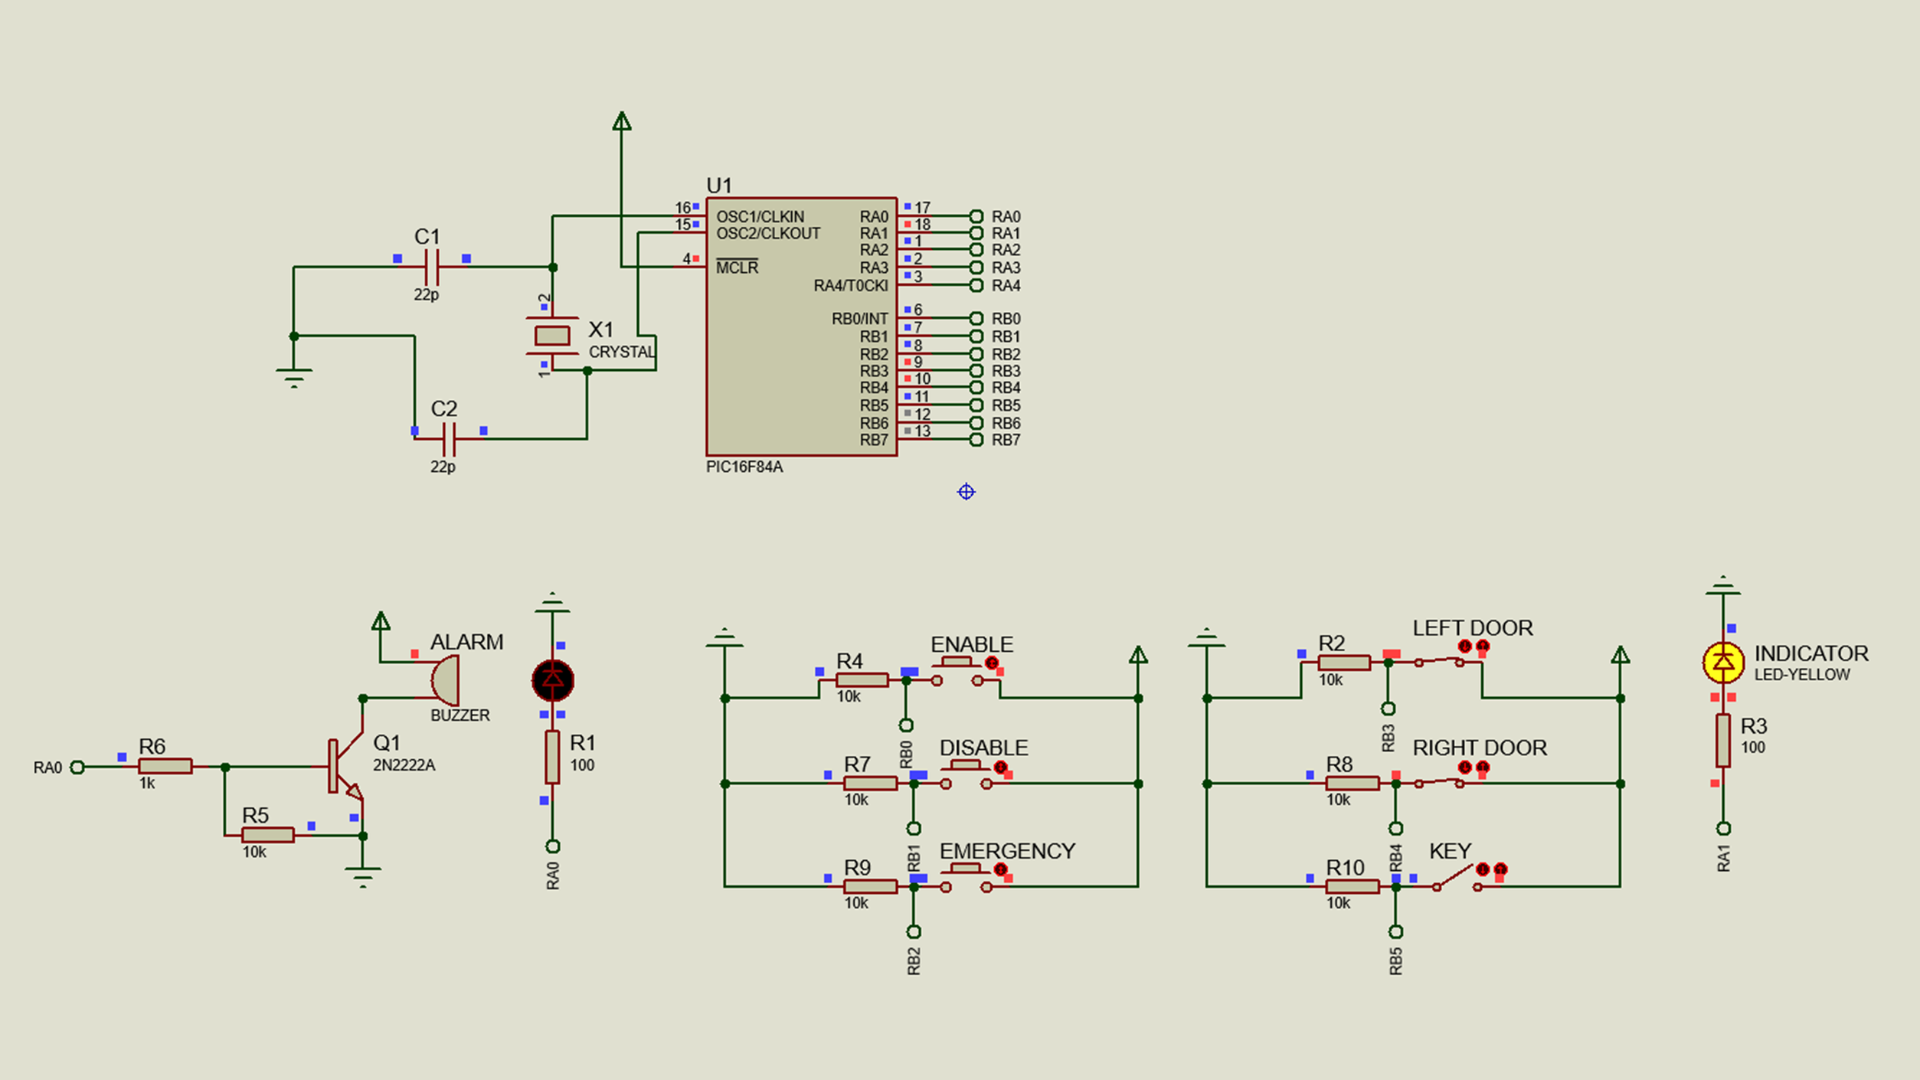 U1
16
15
4
OSC1/CLKIN
OSC2/CLKOUT
MCLR
RA0
RA1
RA2
RA3
RA4/T0CKI
RB0/INT
RB1
RB2
RB3
RB4
RB5
RB6
RB7
17
18
1
2
3
6
7
8
9
10
11
12
13
RA0
RA1
RA2
RA3
RA4
RB0
RB1
RB2
RB3
RB4
RB5
RB6
RB7
PIC16F84A
C1
22p
2
X1
CRYSTAL
1
C2
22p
ALARM
BUZZER
RA0
R6
1k
Q1
2N2222A
R5
10k
R1
100
RA0
R4
10k
ENABLE
RB0
R7
10k
DISABLE
RB1
R9
10k
EMERGENCY
RB2
R2
10k
LEFT DOOR
RB3
R8
10k
RIGHT DOOR
RB4
R10
10k
KEY
RB5
INDICATOR
LED-YELLOW
R3
100
RA1